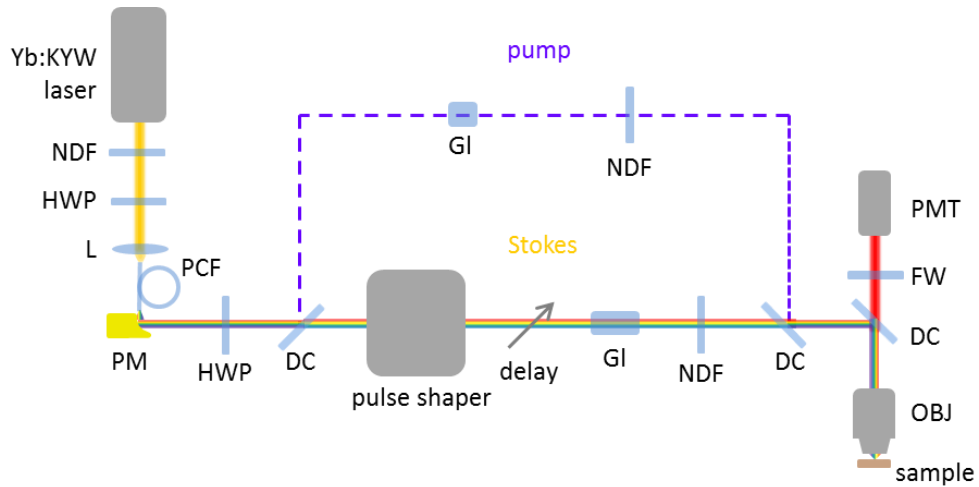 Yb:KYW
laser
pump
NDF
Gl
NDF
HWP
PMT
L
Stokes
PCF
FW
DC
PM
HWP
DC
delay
Gl
NDF
DC
pulse shaper
OBJ
sample